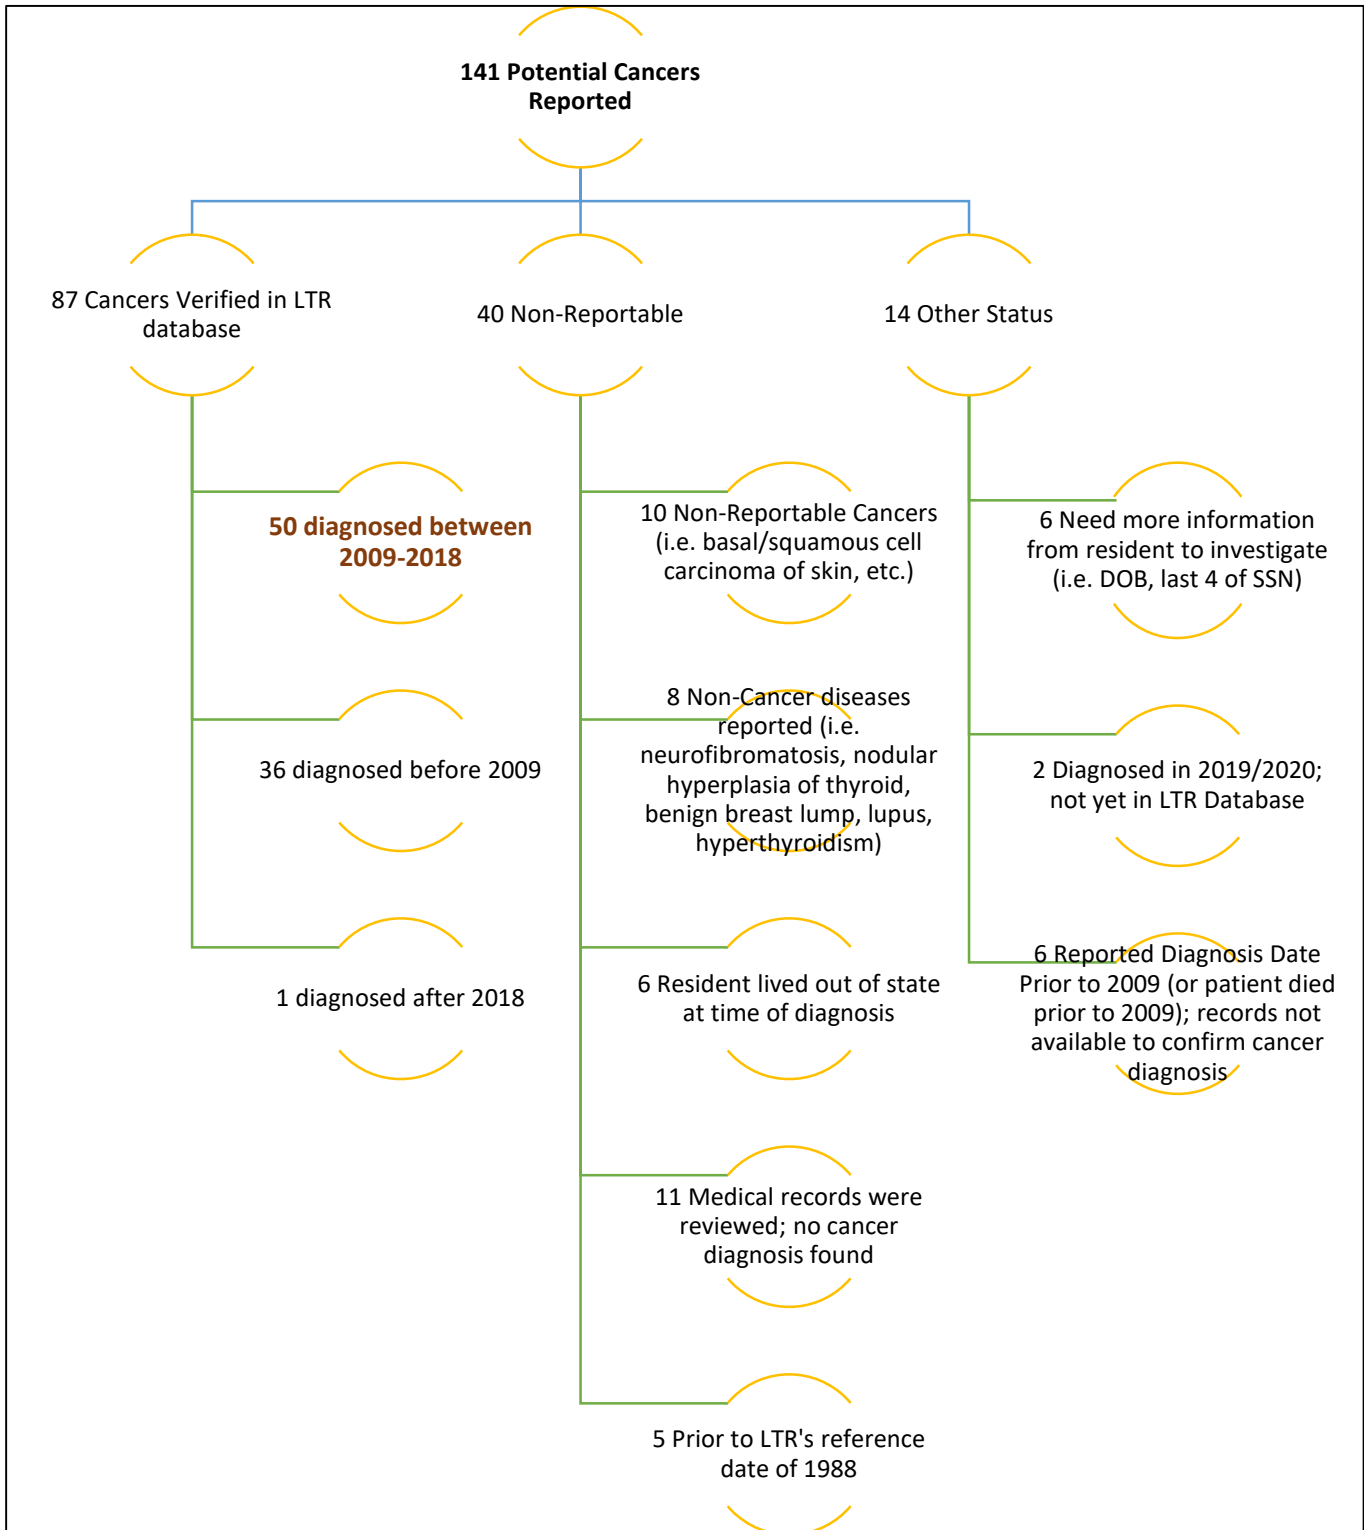 141 Potential Cancers
Reported
87 Cancers Verified in LTR
database
40 Non-Reportable
14 Other Status
50 diagnosed between
2009-2018
36 diagnosed before 2009
1 diagnosed after 2018
10 Non-Reportable Cancers
(i.e. basal/squamous cell
carcinoma of skin, etc.)
8 Non-Cancer diseases
reported (i.e.
neurofibromatosis, nodular
hyperplasia of thyroid,
benign breast lump, lupus,
hyperthyroidism)
6 Resident lived out of state
at time of diagnosis
11 Medical records were
reviewed; no cancer
diagnosis found
5 Prior to LTR's reference
date of 1988
6 Need more information
from resident to investigate
(i.e. DOB, last 4 of SSN)
2 Diagnosed in 2019/2020;
not yet in LTR Database
6 Reported Diagnosis Date
Prior to 2009 (or patient died
prior to 2009); records not
available to confirm cancer
diagnosis